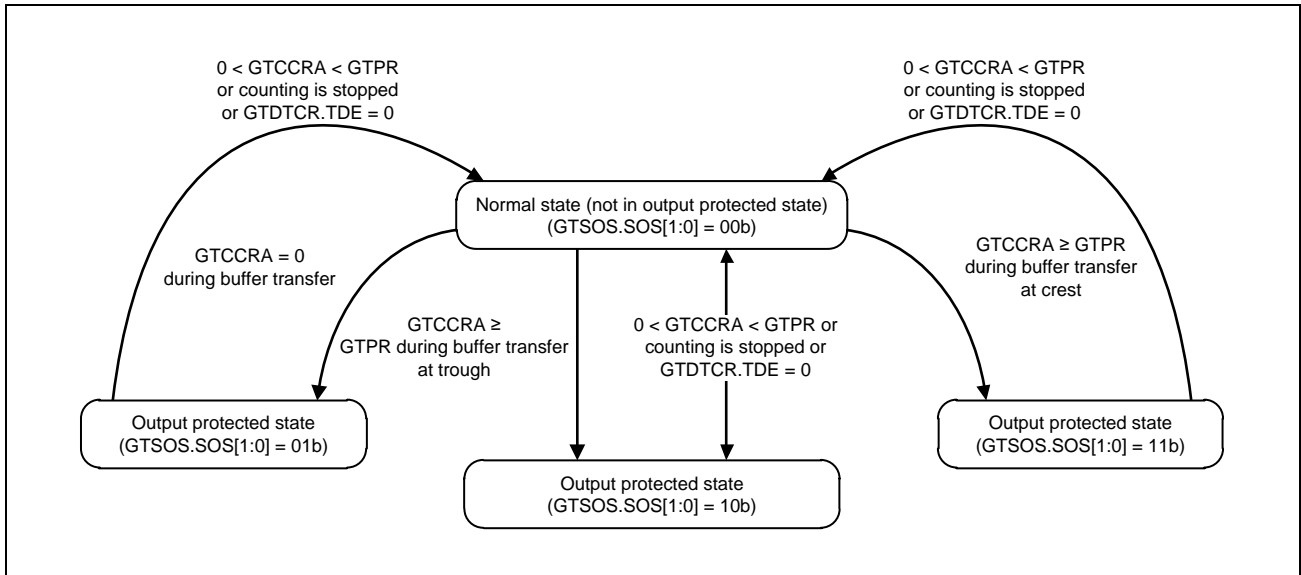 0 < GTCCRA < GTPR
or counting is stopped
or GTDTCR.TDE = 0
0 < GTCCRA < GTPR
or counting is stopped
or GTDTCR.TDE = 0
Normal state (not in output protected state)
(GTSOS.SOS[1:0] = 00b)
GTCCRA = 0
during buffer transfer
GTCCRA ≥ GTPR
during buffer transfer
at crest
GTCCRA ≥
GTPR during buffer transfer
at trough
0 < GTCCRA < GTPR or
counting is stopped or
GTDTCR.TDE = 0
Output protected state
(GTSOS.SOS[1:0] = 01b)
Output protected state
(GTSOS.SOS[1:0] = 11b)
Output protected state
(GTSOS.SOS[1:0] = 10b)